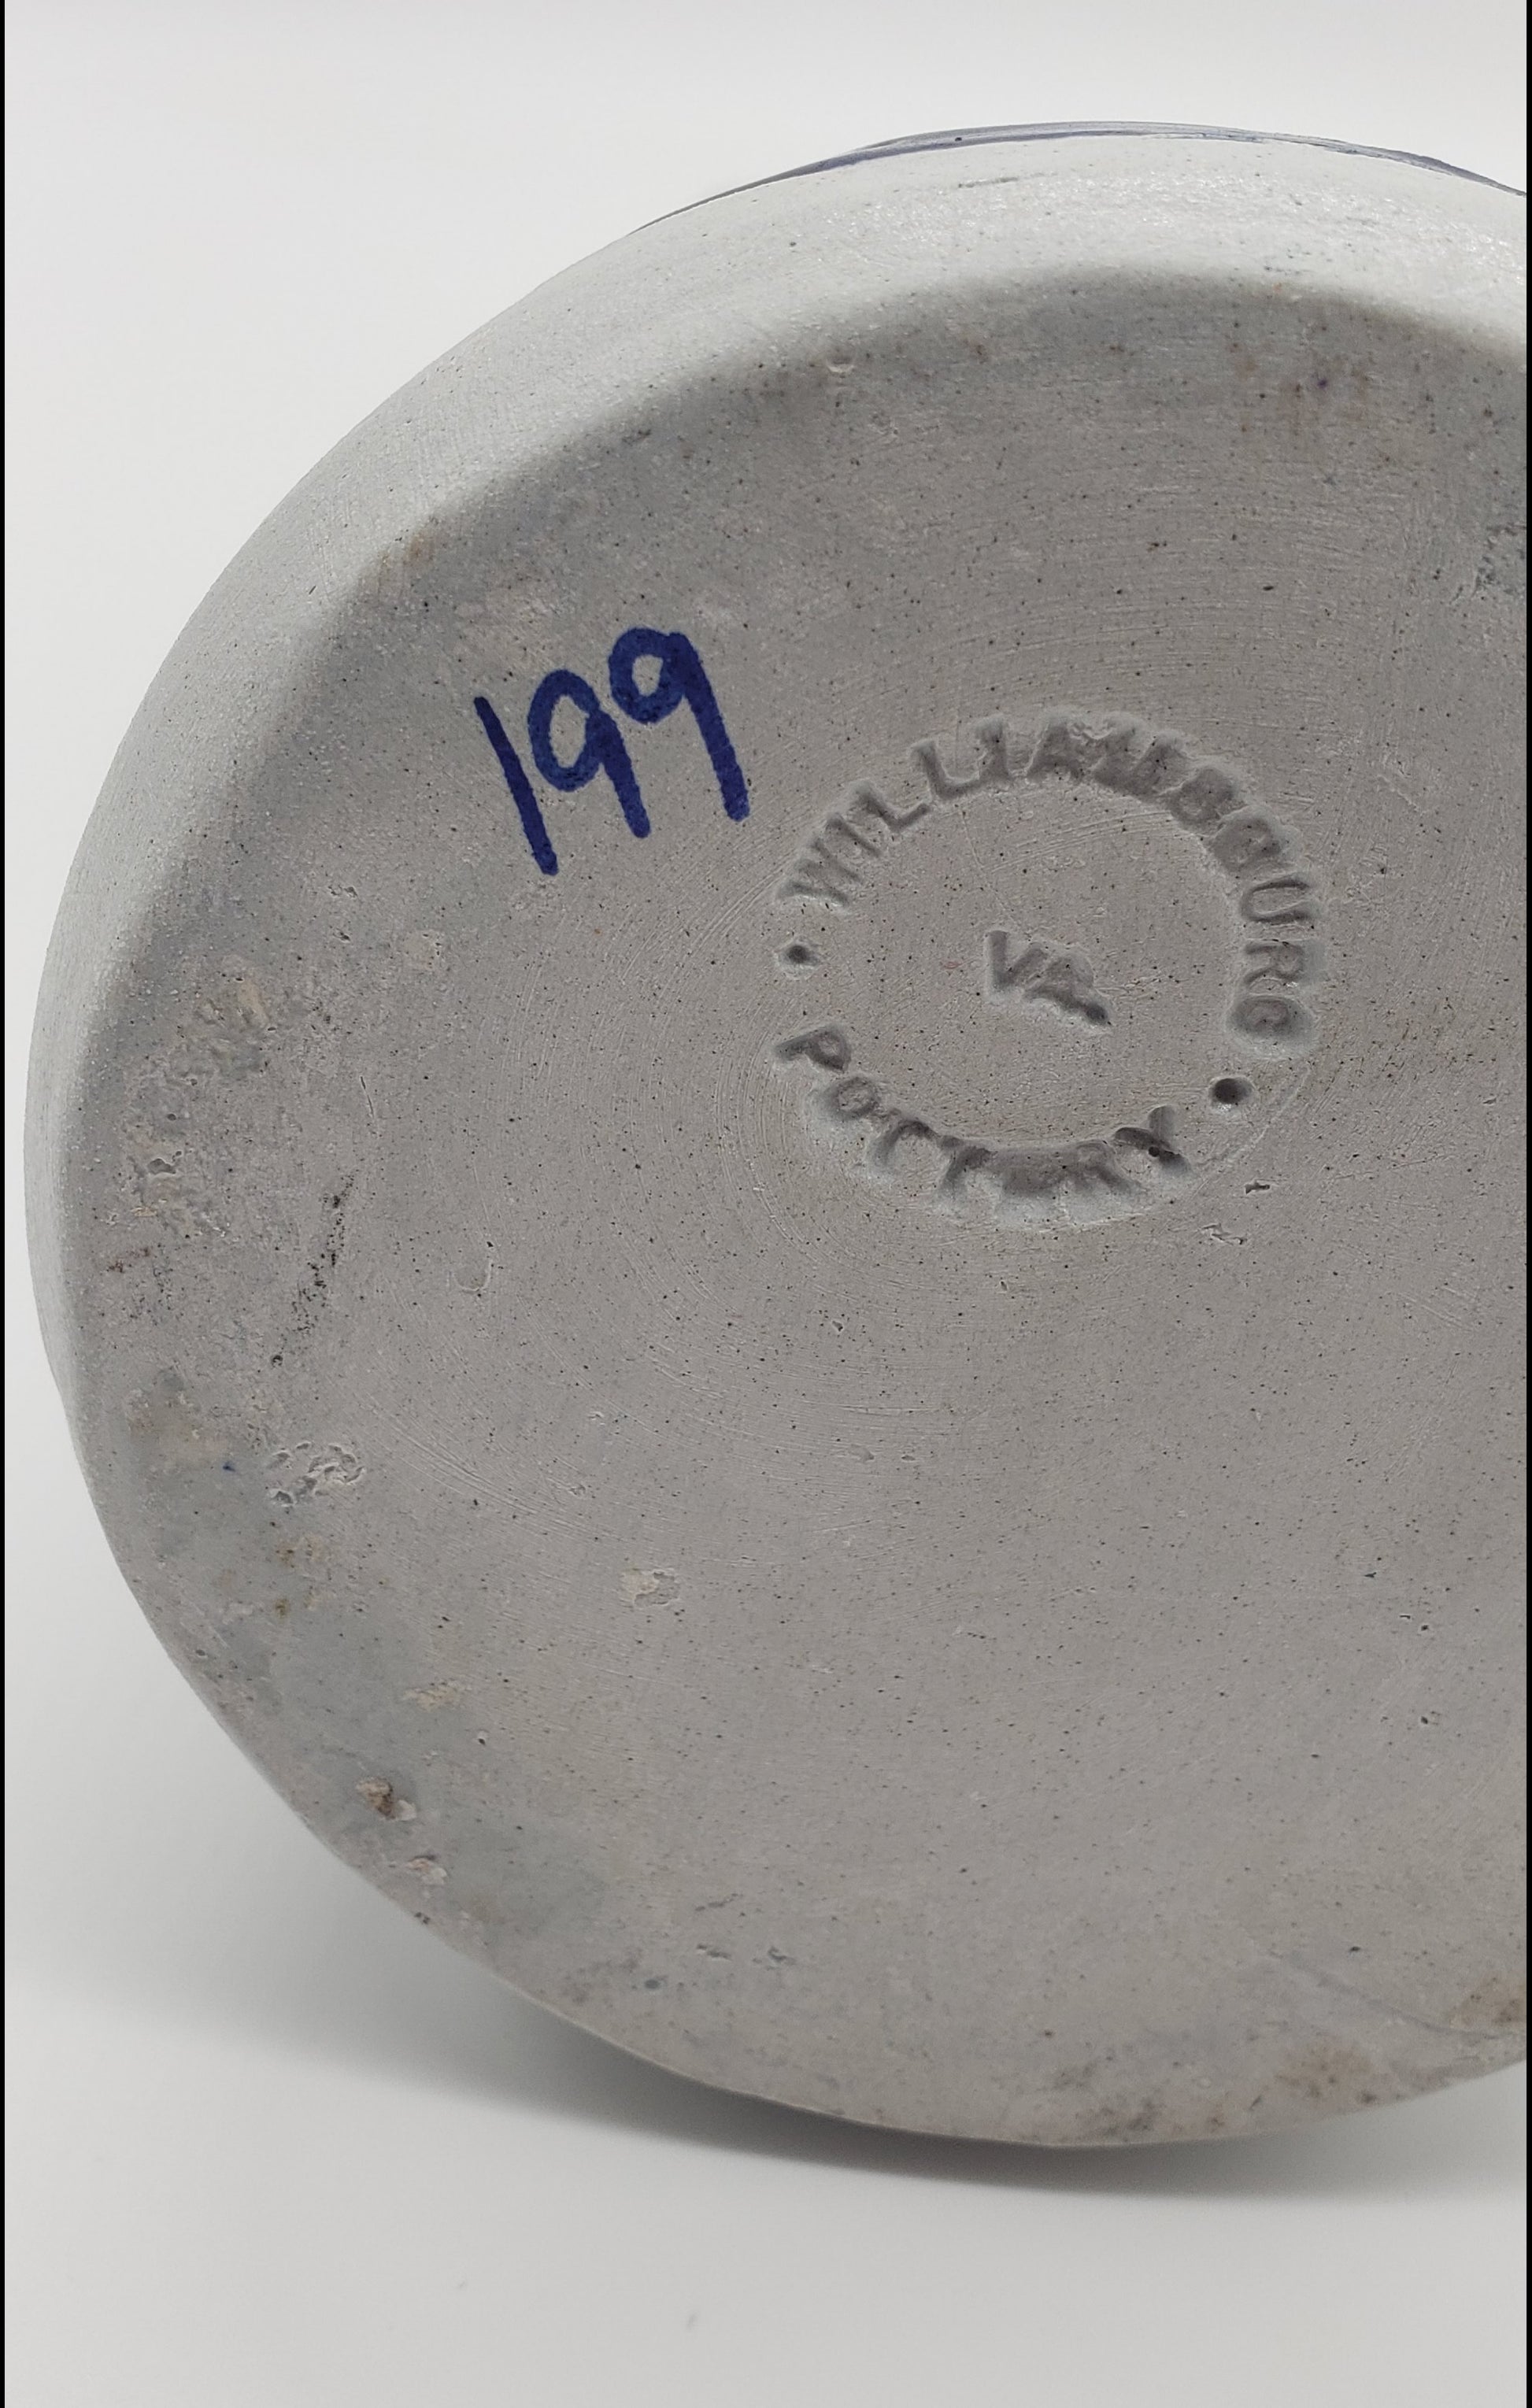 199
• WILLIAMSBURG •
VA.
POTTERY